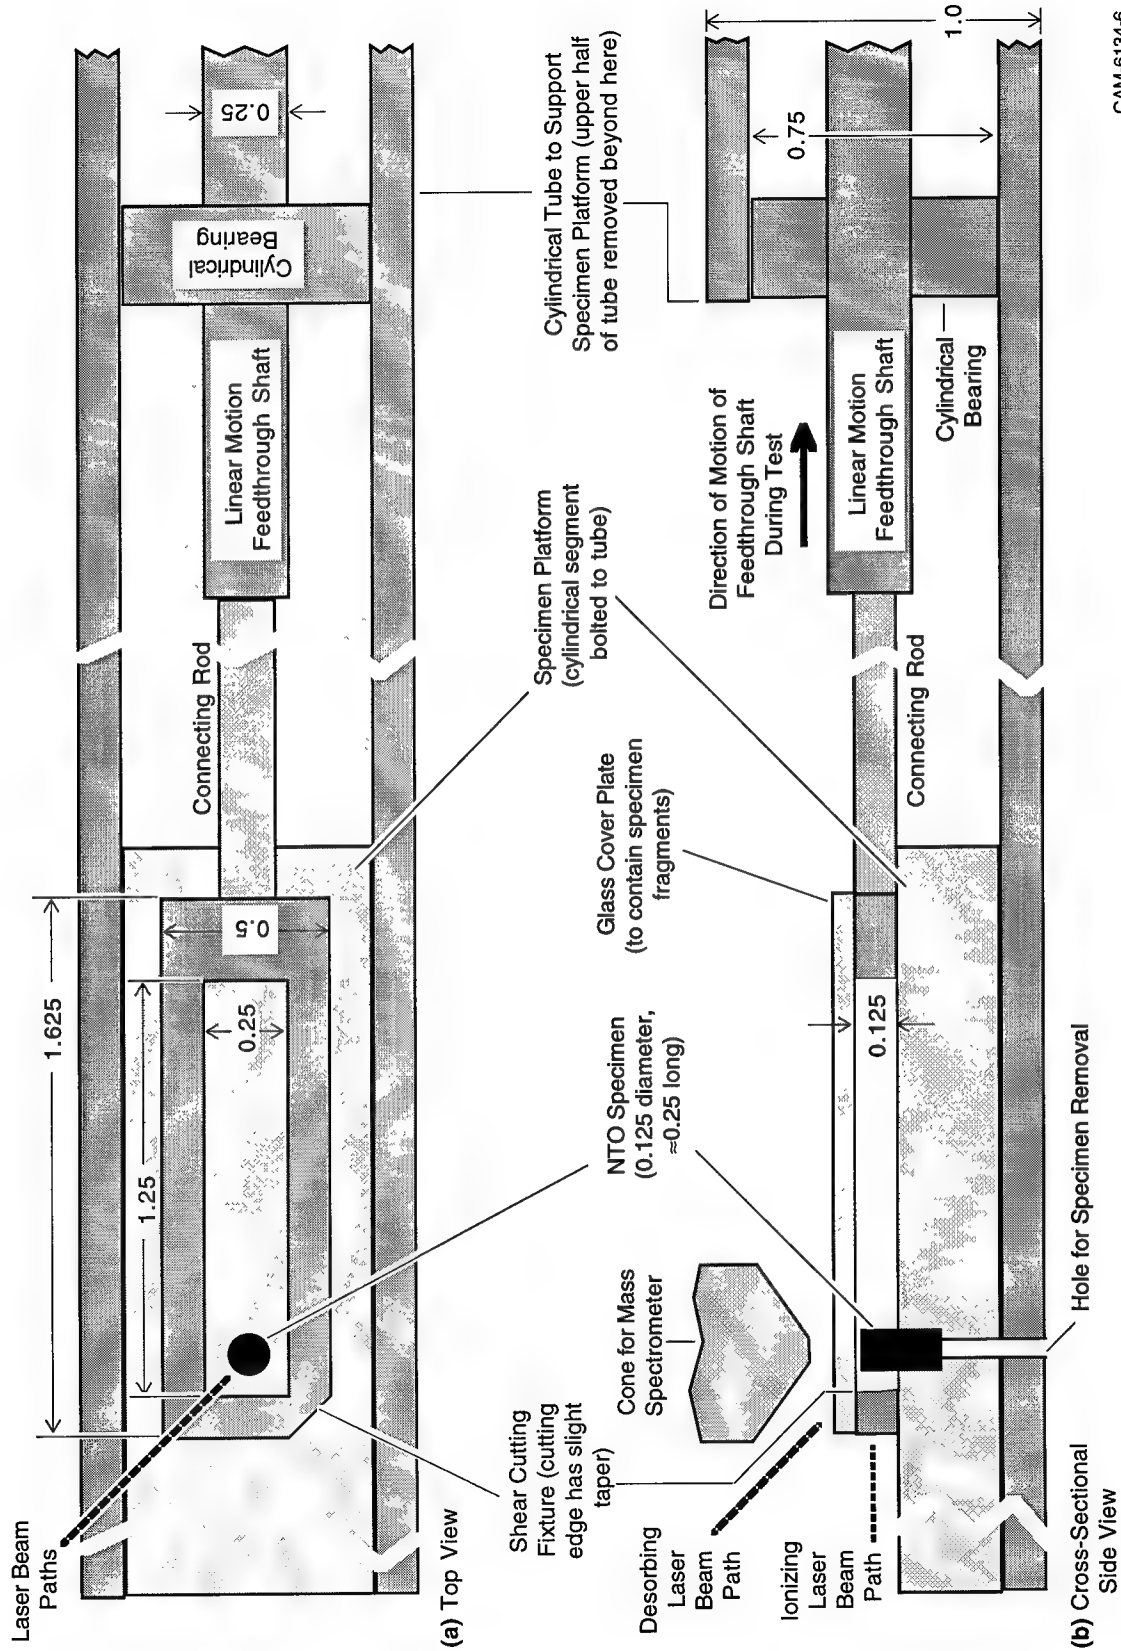 Laser Beam
Paths
1.625
1.25
0.25
0.5
Connecting Rod
Linear Motion
Feedthrough Shaft
Cylindrical
Bearing
0.25
(a) Top View
Shear Cutting
Fixture (cutting
edge has slight
taper)
NTO Specimen
(0.125 diameter,
≈0.25 long)
Specimen Platform
(cylindrical segment
bolted to tube)
Cylindrical Tube to Support
Specimen Platform (upper half
of tube removed beyond here)
Desorbing
Laser
Beam
Path
Ionizing
Laser
Beam
Path
Cone for Mass
Spectrometer
Glass Cover Plate
(to contain specimen
fragments)
0.125
Connecting Rod
Direction of Motion of
Feedthrough Shaft
During Test
Linear Motion
Feedthrough Shaft
Cylindrical
Bearing
0.75
1.0
Hole for Specimen Removal
(b) Cross-Sectional
Side View